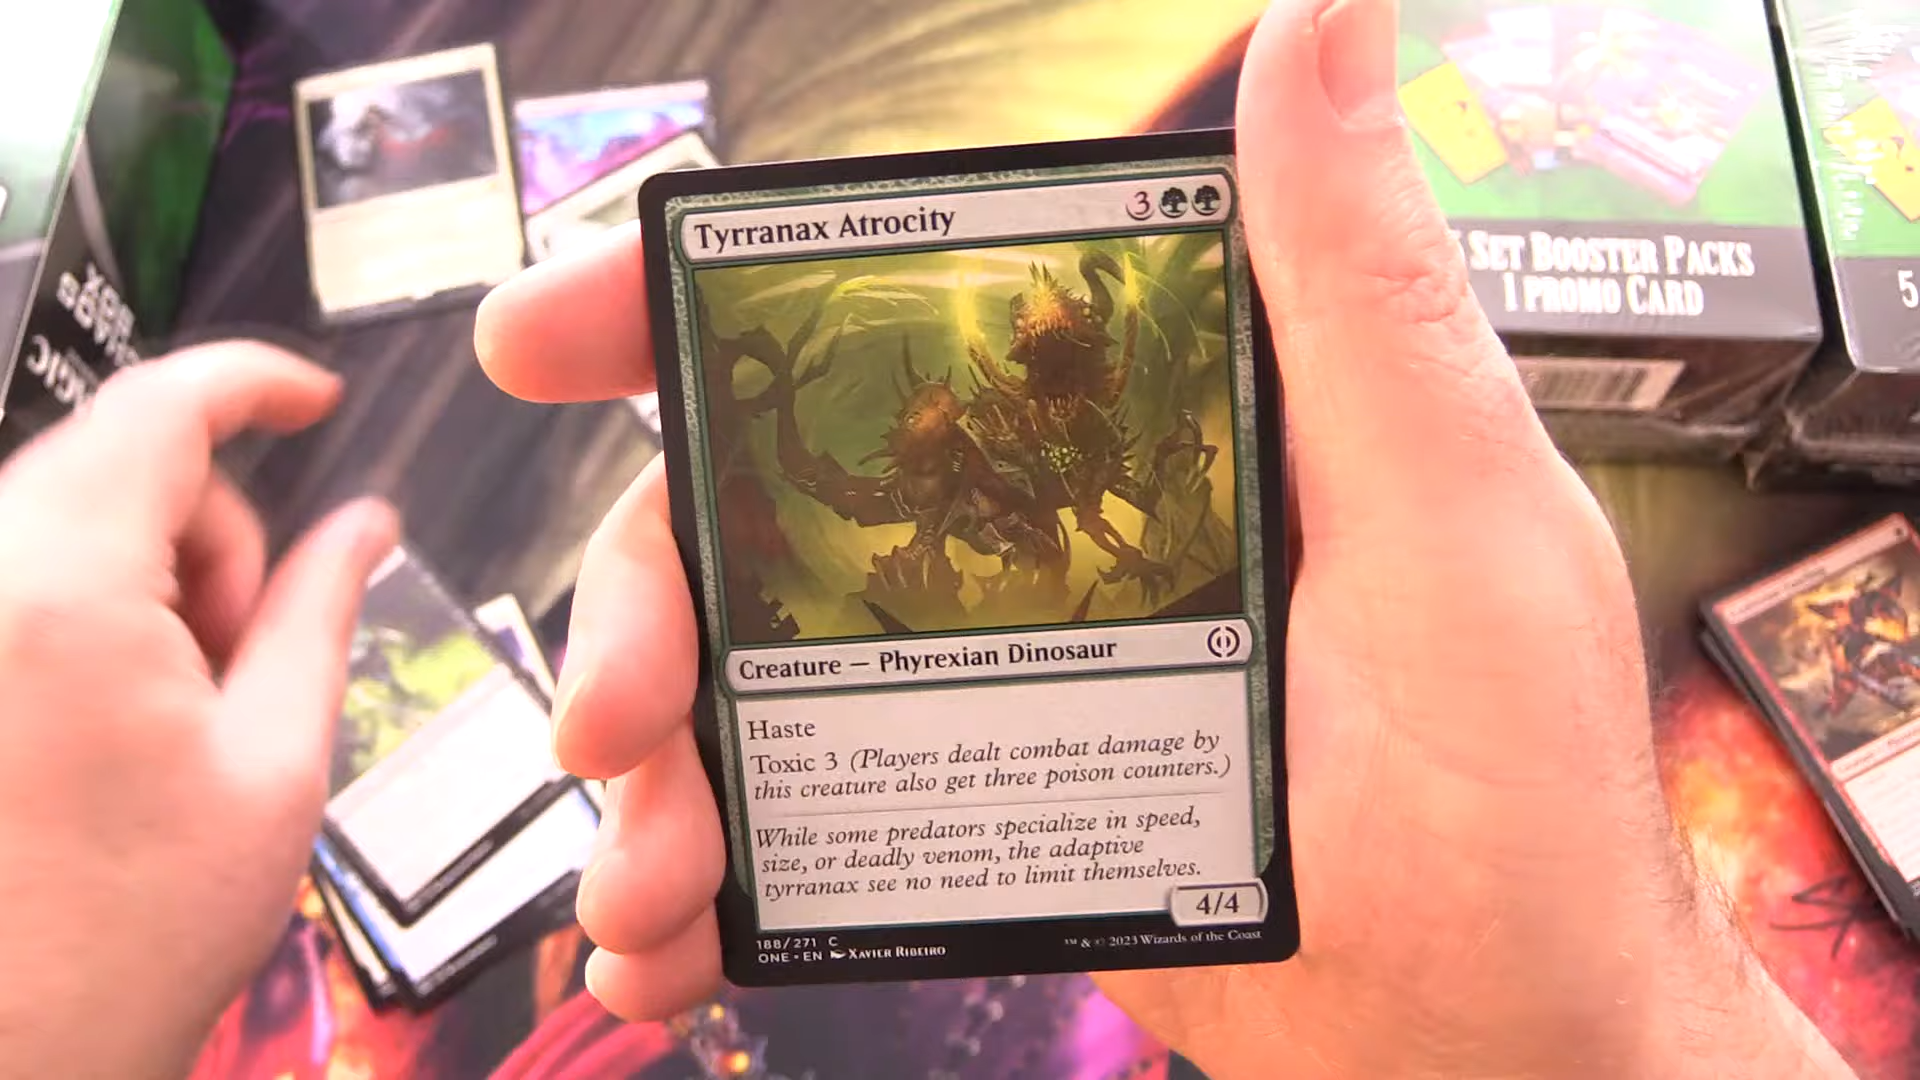 Tyrranax Atrocity
3
Creature — Phyrexian Dinosaur
Haste
Toxic 3 (Players dealt combat damage by
this creature also get three poison counters.)
While some predators specialize in speed,
size, or deadly venom, the adaptive
tyrranax see no need to limit themselves.
4/4
188/271 C
ONE • EN XAVIER RIBEIRO
™ & © 2023 Wizards of the Coast
SET BOOSTER PACKS
1 PROMO CARD
5
MAGIC